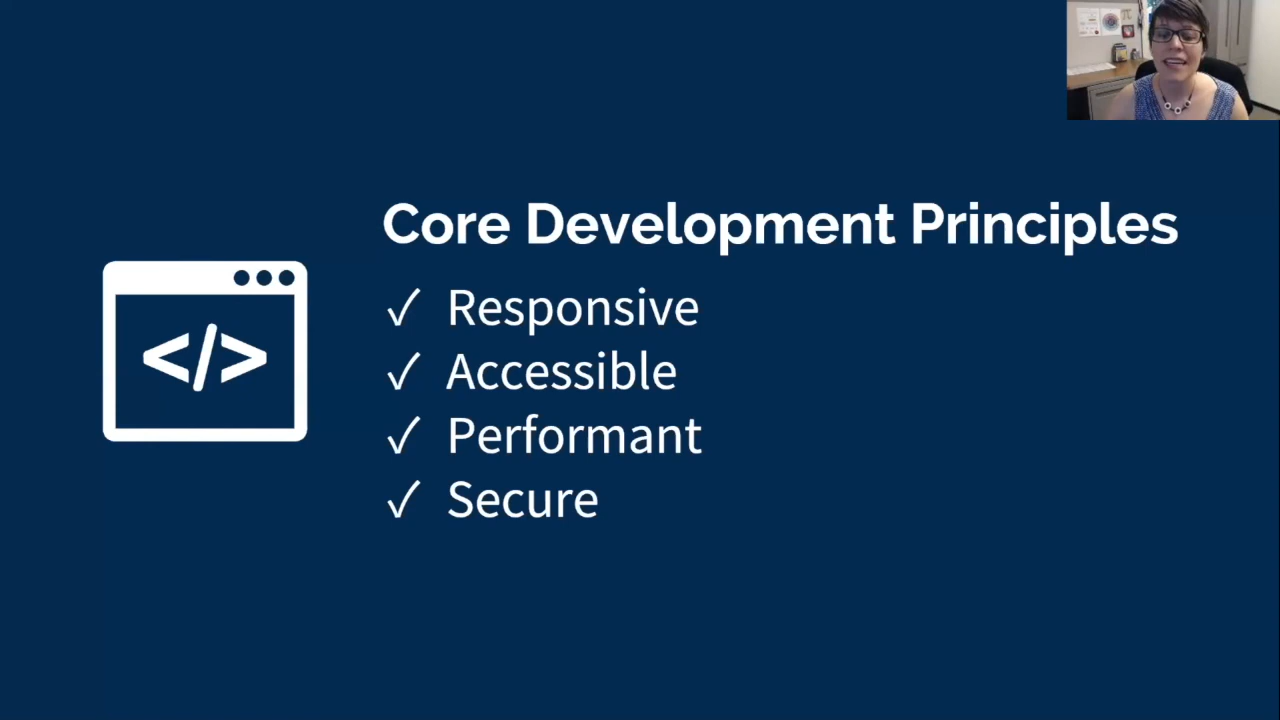 Core Development Principles
✓ Responsive
✓ Accessible
✓ Performant
✓ Secure
</>